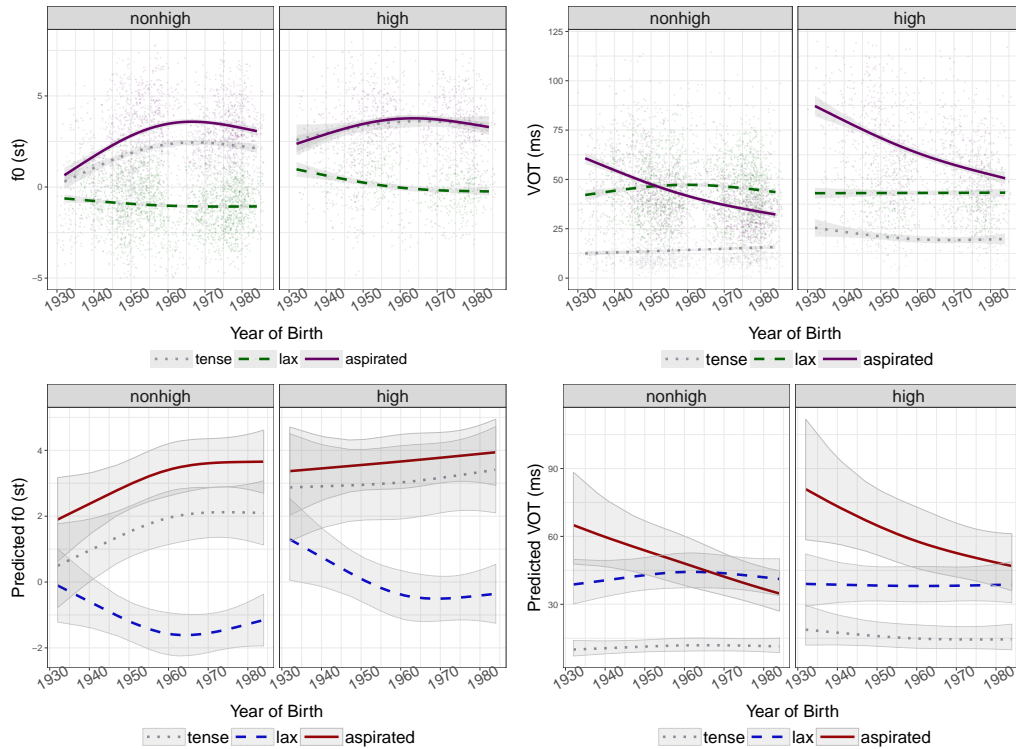 nonhigh high
f0 (st)
5
0
−5
1930 1940 1950 1960 1970 1980 1930 1940 1950 1960 1970 1980
Year of Birth
tense lax aspirated
nonhigh high
VOT (ms)
125
100
75
50
25
0
1930 1940 1950 1960 1970 1980 1930 1940 1950 1960 1970 1980
Year of Birth
tense lax aspirated
nonhigh high
Predicted f0 (st)
4
2
0
−2
1930 1940 1950 1960 1970 1980 1930 1940 1950 1960 1970 1980
Year of Birth
tense lax aspirated
nonhigh high
Predicted VOT (ms)
90
60
30
1930 1940 1950 1960 1970 1980 1930 1940 1950 1960 1970 1980
Year of Birth
tense lax aspirated